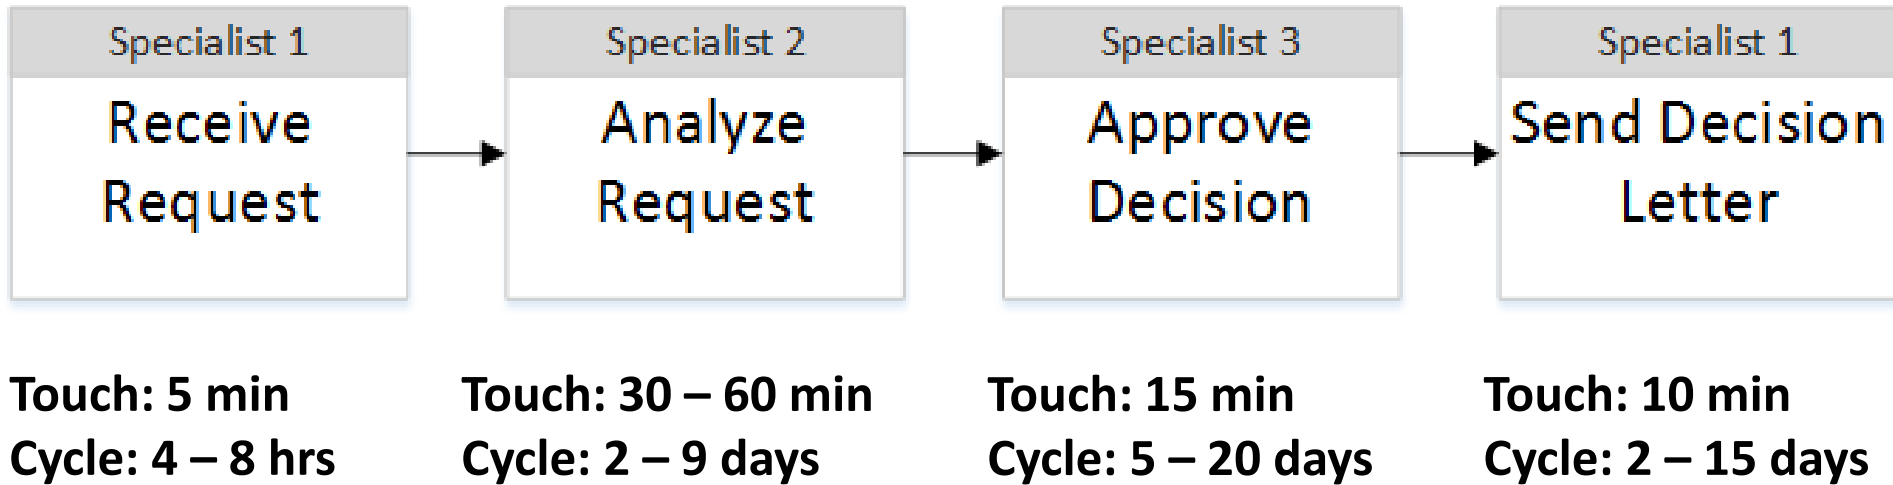 Specialist 1
Receive
Request
Touch: 5 min
Cycle: 4 – 8 hrs
Specialist 2
Analyze
Request
Touch: 30 – 60 min
Cycle: 2 – 9 days
Specialist 3
Approve
Decision
Touch: 15 min
Cycle: 5 – 20 days
Specialist 1
Send Decision
Letter
Touch: 10 min
Cycle: 2 – 15 days